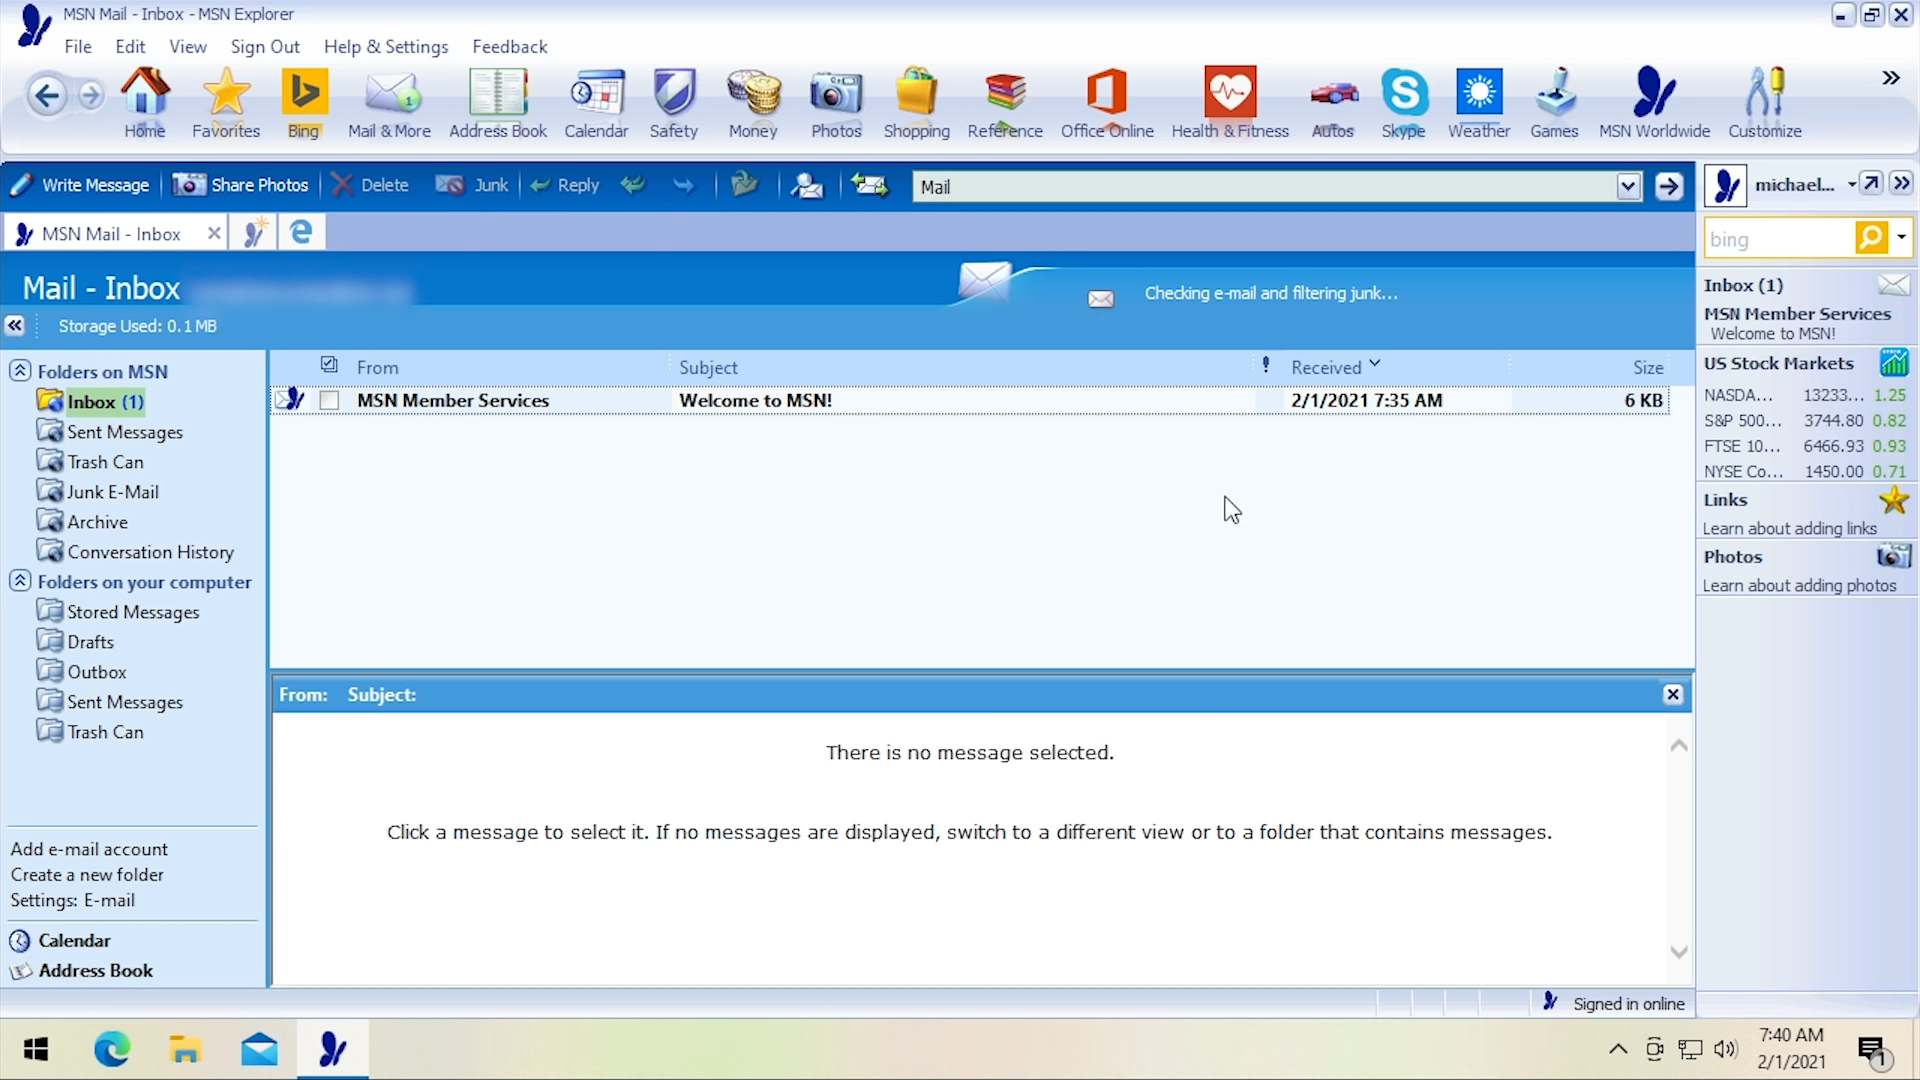 MSN Mail - Inbox - MSN Explorer
File Edit View Sign Out Help & Settings Feedback
1
Home Favorites Bing Mail & More Address Book Calendar Safety Money Photos Shopping Reference Office Online Health & Fitness Autos Skype Weather Games MSN Worldwide Customize
Write Message Share Photos Delete Junk Reply Mail
michael...
MSN Mail - Inbox
bing
Mail - Inbox
Checking e-mail and filtering junk...
Storage Used: 0.1 MB
Folders on MSN
Inbox (1)
Sent Messages
Trash Can
Junk E-Mail
Archive
Conversation History
Folders on your computer
Stored Messages
Drafts
Outbox
Sent Messages
Trash Can
Add e-mail account
Create a new folder
Settings: E-mail
Calendar
Address Book
From Subject ! Received Size
MSN Member Services Welcome to MSN! 2/1/2021 7:35 AM 6 KB
From: Subject:
There is no message selected.
Click a message to select it. If no messages are displayed, switch to a different view or to a folder that contains messages.
Inbox (1)
MSN Member Services
Welcome to MSN!
US Stock Markets
NASDA... 13233... 1.25
S&P 500... 3744.80 0.82
FTSE 10... 6466.93 0.93
NYSE Co... 1450.00 0.71
Links
Learn about adding links
Photos
Learn about adding photos
Signed in online
7:40 AM
2/1/2021
1